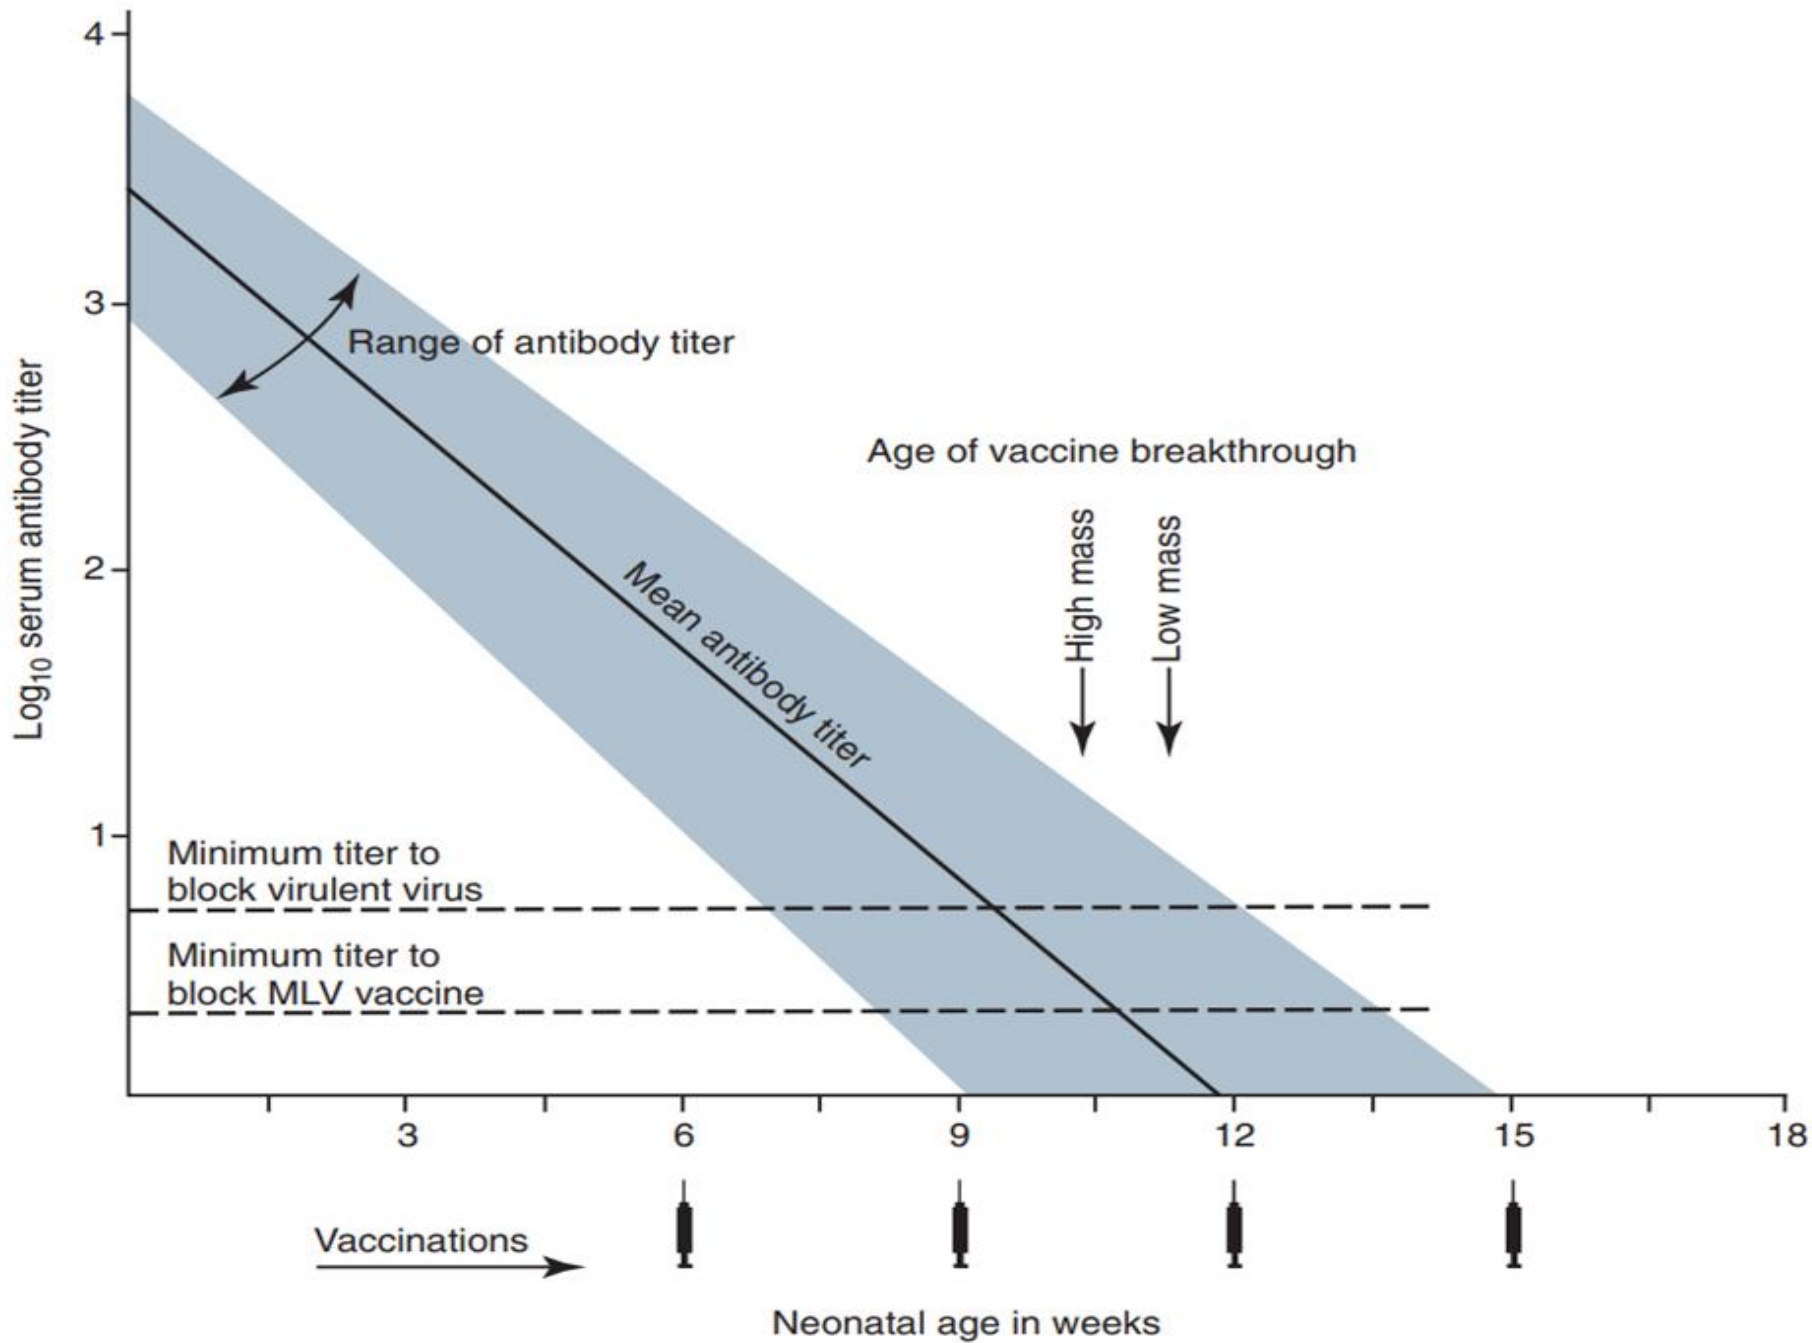 4
3
2
1
Log₁₀ serum antibody titer
Range of antibody titer
Age of vaccine breakthrough
High mass
Low mass
Mean antibody titer
Minimum titer to
block virulent virus
Minimum titer to
block MLV vaccine
3 6 9 12 15 18
Vaccinations
Neonatal age in weeks